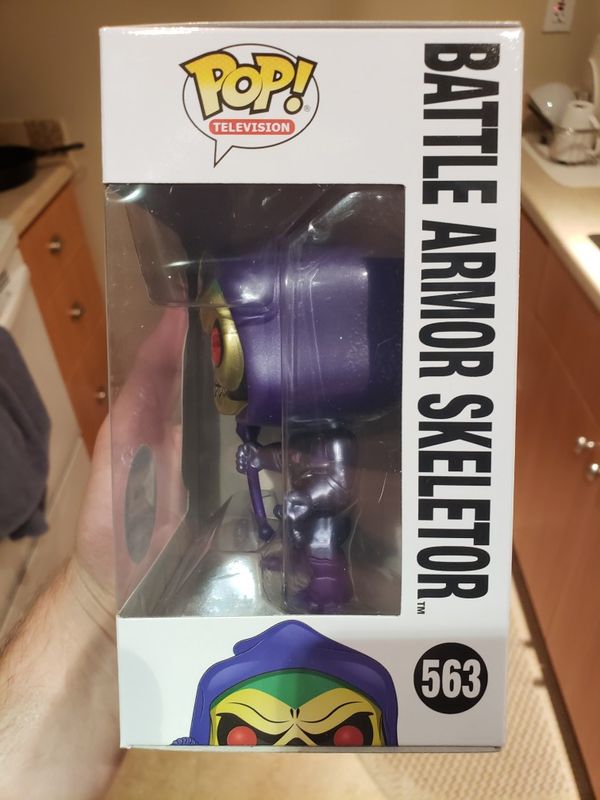 POP!®
TELEVISION
BATTLE ARMOR SKELETOR™
563